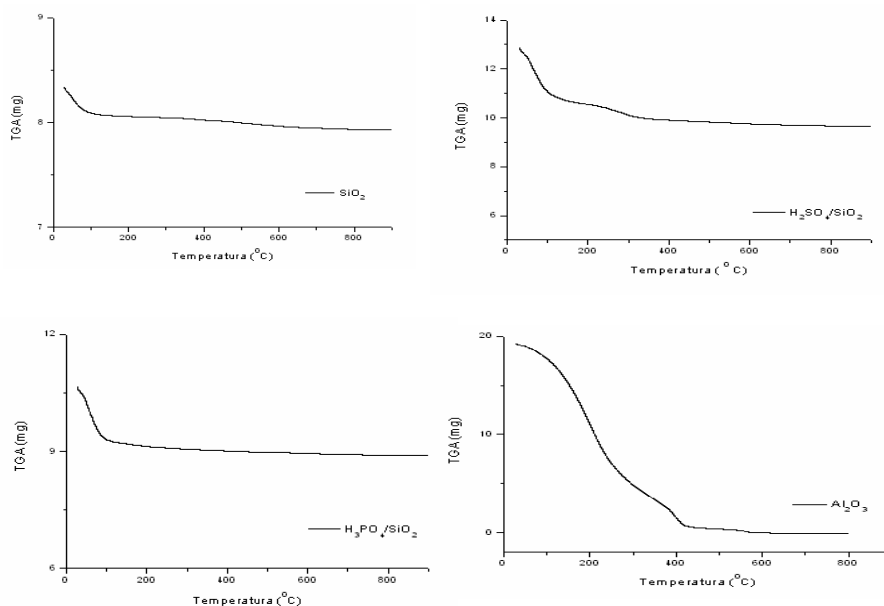 9
8
7
TGA(mg)
SiO₂
0 200 400 600 800
Temperatura (°C)
14
12
10
8
6
TGA(mg)
H₂SO₄/SiO₂
0 200 400 600 800
Temperatura (°C)
12
9
6
TGA(mg)
H₃PO₄/SiO₂
0 200 400 600 800
Temperatura (°C)
20
10
0
TGA(mg)
Al₂O₃
0 200 400 600 800
Temperatura (°C)